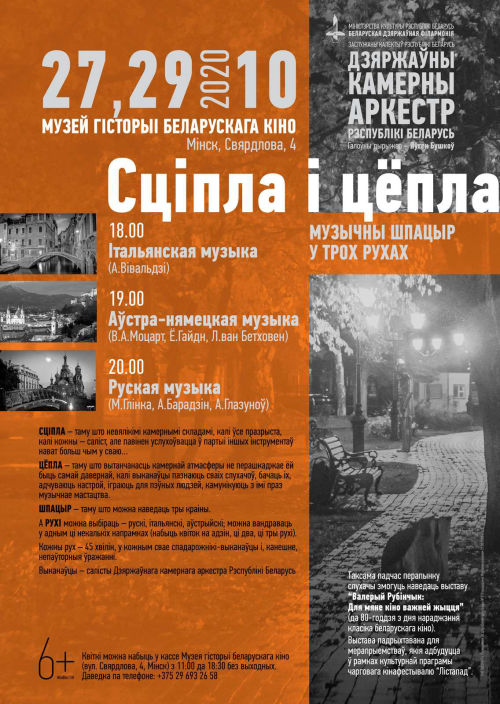 27,29 2020 10
МУЗЕЙ ГІСТОРЫІ БЕЛАРУСКАГА КІНО
Мінск, Свярдлова, 4
МІНІСТЭРСТВА КУЛЬТУРЫ РЭСПУБЛІКІ БЕЛАРУСЬ
БЕЛАРУСКАЯ ДЗЯРЖАЎНАЯ ФІЛАРМОНІЯ
ЗАСЛУЖАНЫ КАЛЕКТЫЎ РЭСПУБЛІКІ БЕЛАРУСЬ
ДЗЯРЖАЎНЫ
КАМЕРНЫ
АРКЕСТР
РЭСПУБЛІКІ БЕЛАРУСЬ
Галоўны дырыжор – Яўген Бушкоў
Сціпла і цёпла
МУЗЫЧНЫ ШПАЦЫР
У ТРОХ РУХАХ
18.00
Італьянская музыка
(А.Вівальдзі)
19.00
Аўстра-нямецкая музыка
(В.А.Моцарт, Ё.Гайдн, Л.ван Бетховен)
20.00
Руская музыка
(М.Глінка, А.Барадзін, А.Глазуноў)
СЦІПЛА – таму што невялікімі камернымі складамі, калі ўсе празрыста,
калі кожны – саліст, але павінен услухоўвацца ў партыі іншых інструментаў
нават больш чым у сваю...
ЦЁПЛА – таму што вытанчанасць камернай атмасферы не перашкаджае ёй
быць самай давернай, калі выканаўцы пазнаюць сваіх слухачоў, бачаць іх,
адчуваюць настрой, іграюць для пэўных людзей, камунікуюць з імі праз
музычнае мастацтва.
ШПАЦЫР – таму што можна наведаць тры краіны.
А РУХІ можна выбіраць – рускі, італьянскі, аўстрыйскі; можна вандраваць
у адным ці некалькіх напрамках (набыць квіток на адзін, ці два, ці тры рухі).
Кожны рух – 45 хвілін, у кожным свае спадарожнікі-выканаўцы і, канешне,
непаўторныя ўражанні.
Выканаўцы – салісты Дзяржаўнага камернага аркестра Рэспублікі Беларусь
Таксама падчас перапынку
слухачы змогуць наведаць выставу
"Валерый Рубінчык:
Для мяне кіно важней жыцця"
(да 80-годдзя з дня нараджэння
класіка беларускага кіно).
Выстава падрыхтавана для
мерапрыемстваў, якія адбудуцца
ў рамках культурнай праграмы
чарговага кінафестывалю "Лістапад".
6+
Квіткі можна набыць у кассе Музея гісторыі беларускага кіно
(вул. Свярдлова, 4, Мінск) з 11.00 да 18:30 без выходных.
Даведка па телефоне: +375 29 693 26 58